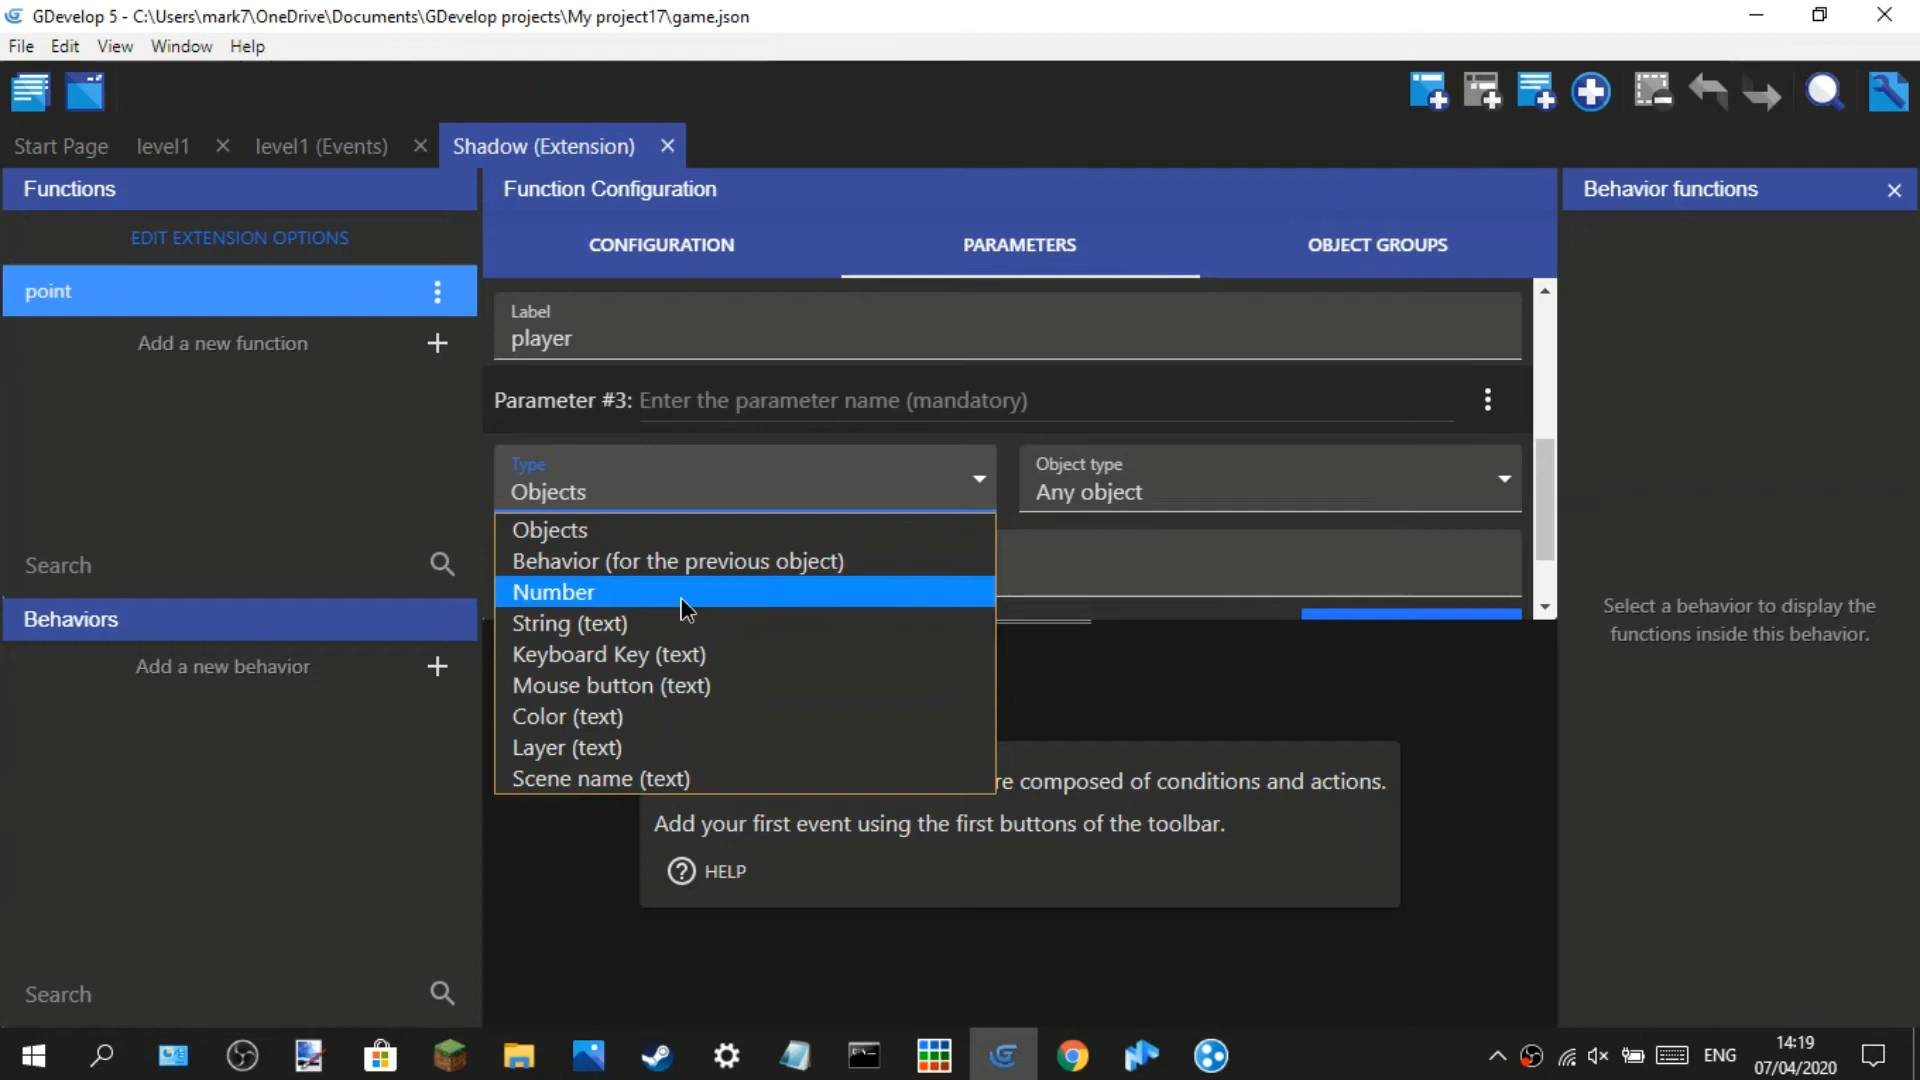 GDevelop 5 - C:\Users\mark7\OneDrive\Documents\GDevelop projects\My project17\game.json
File Edit View Window Help
Start Page level1 level1 (Events) Shadow (Extension)
Functions
EDIT EXTENSION OPTIONS
point
Add a new function
Search
Behaviors
Add a new behavior
Search
Function Configuration
CONFIGURATION PARAMETERS OBJECT GROUPS
Label
player
Parameter #3: Enter the parameter name (mandatory)
Type
Objects
Object type
Any object
Objects
Behavior (for the previous object)
Number
String (text)
Keyboard Key (text)
Mouse button (text)
Color (text)
Layer (text)
Scene name (text)
re composed of conditions and actions.
Add your first event using the first buttons of the toolbar.
? HELP
Behavior functions
Select a behavior to display the
functions inside this behavior.
ENG
14:19
07/04/2020